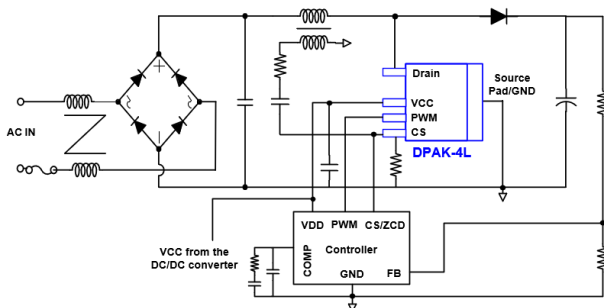 Drain
Source
Pad/GND
VCC
PWM
CS
AC IN
DPAK-4L
VDD
PWM
CS/ZCD
VCC from the
DC/DC converter
COMP
Controller
GND
FB